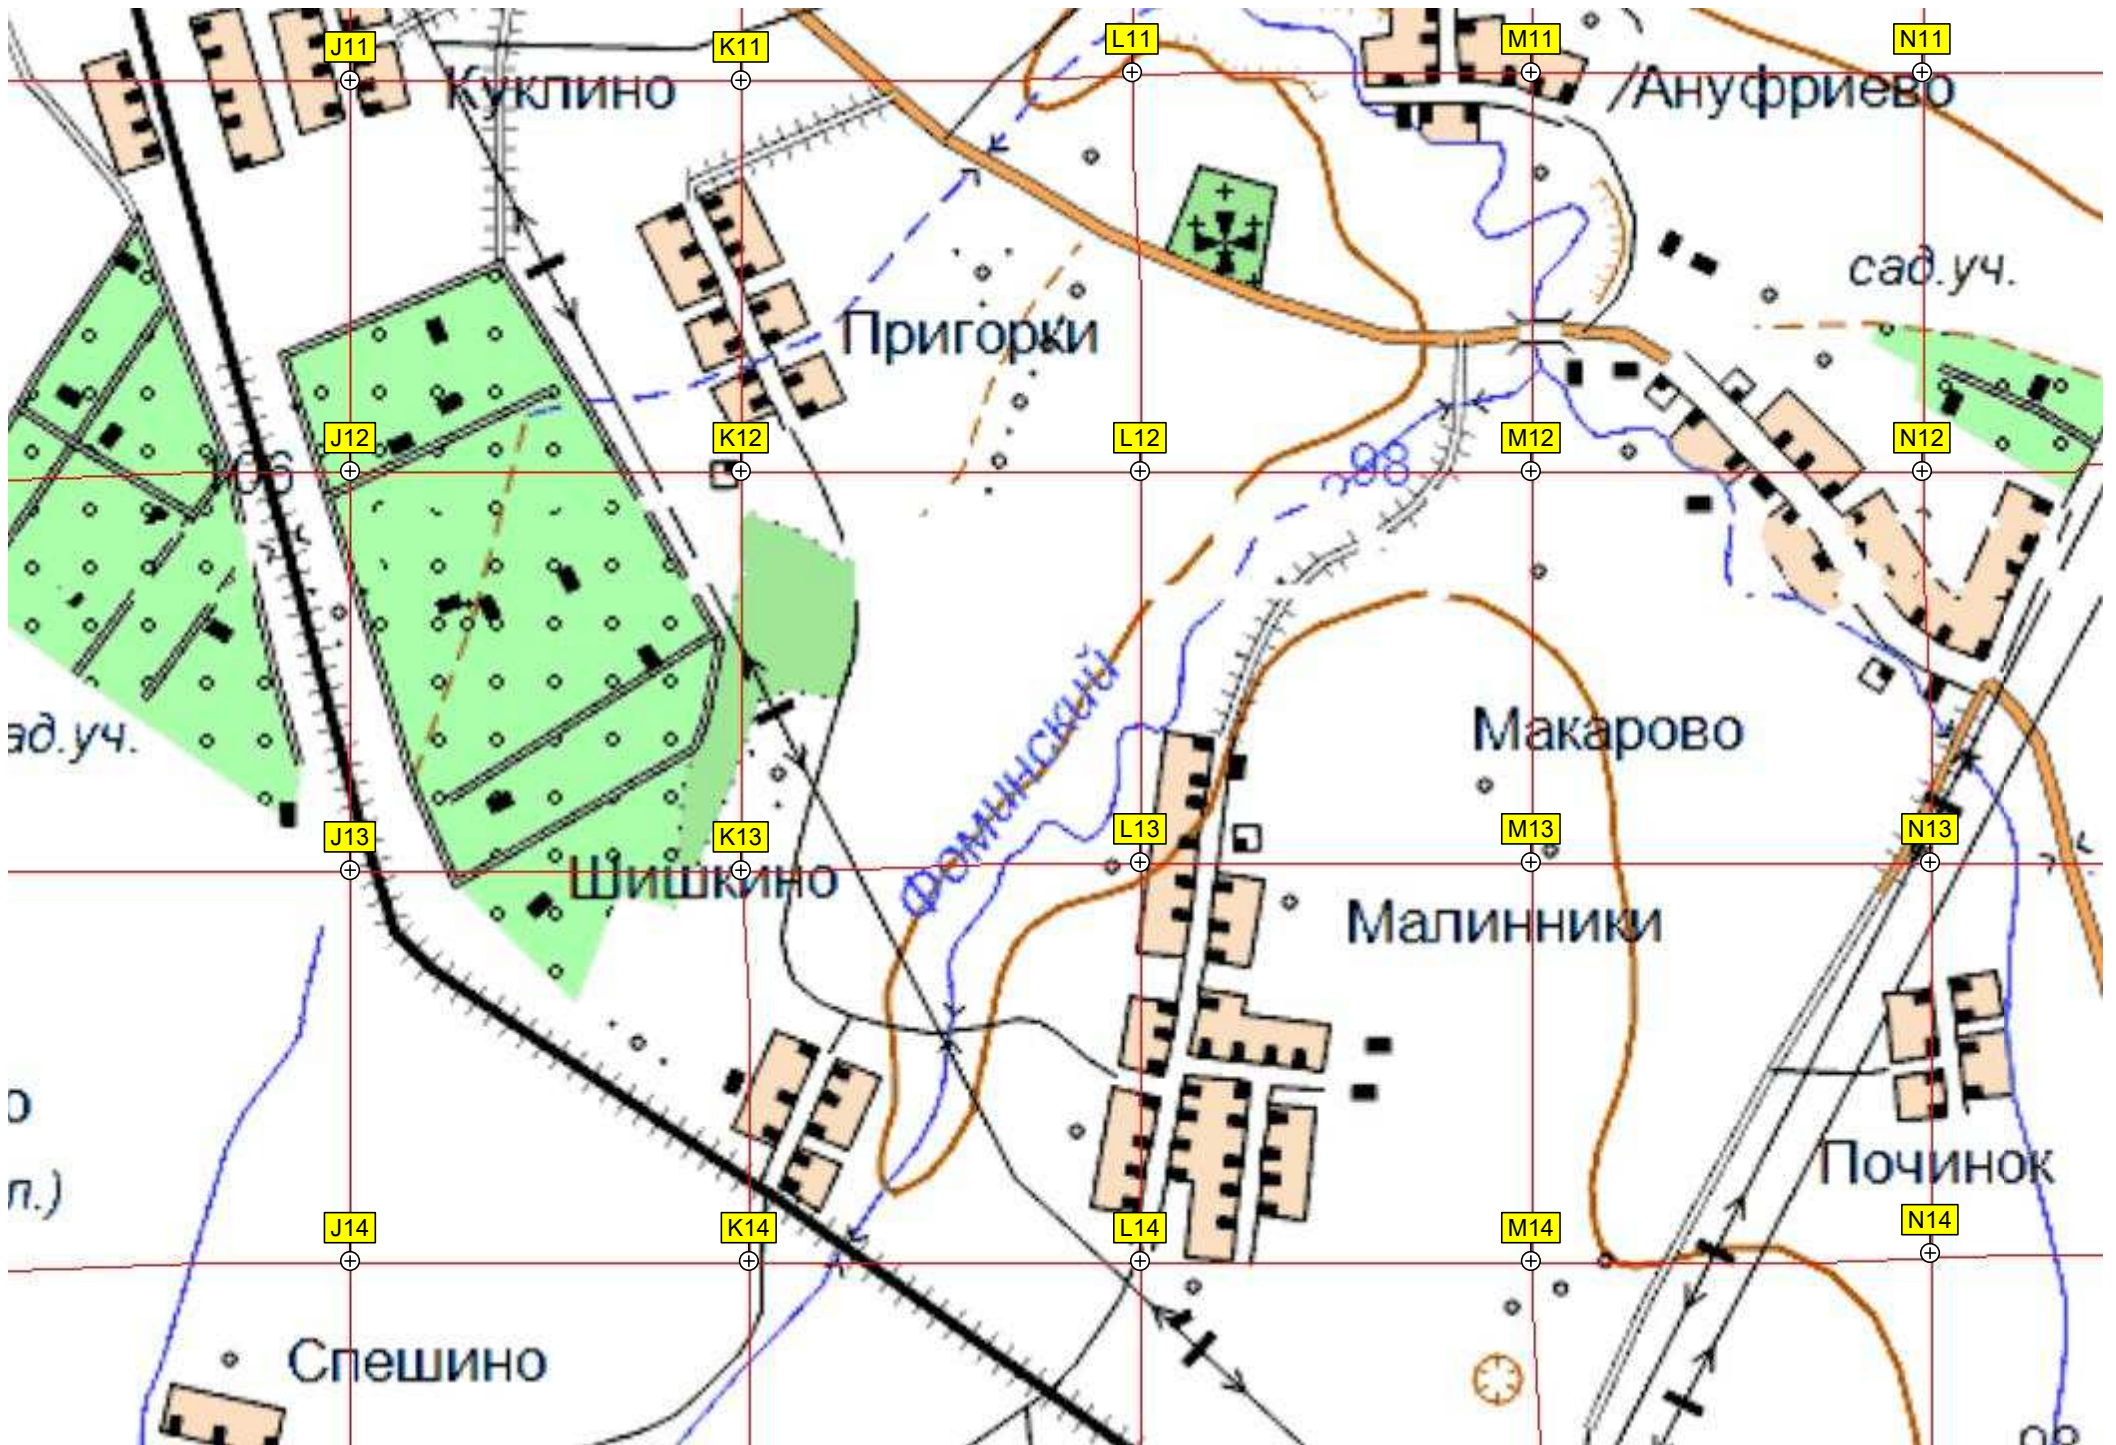 J11
K11
L11
M11
N11
Куклино
Ануфриево
сад.уч.
Пригорки
J12
K12
L12
M12
N12
Фоминский
Макарово
ад.уч.
J13
K13
L13
M13
N13
Шишкино
Малинники
о
п.)
Починок
J14
K14
L14
M14
N14
Спешино